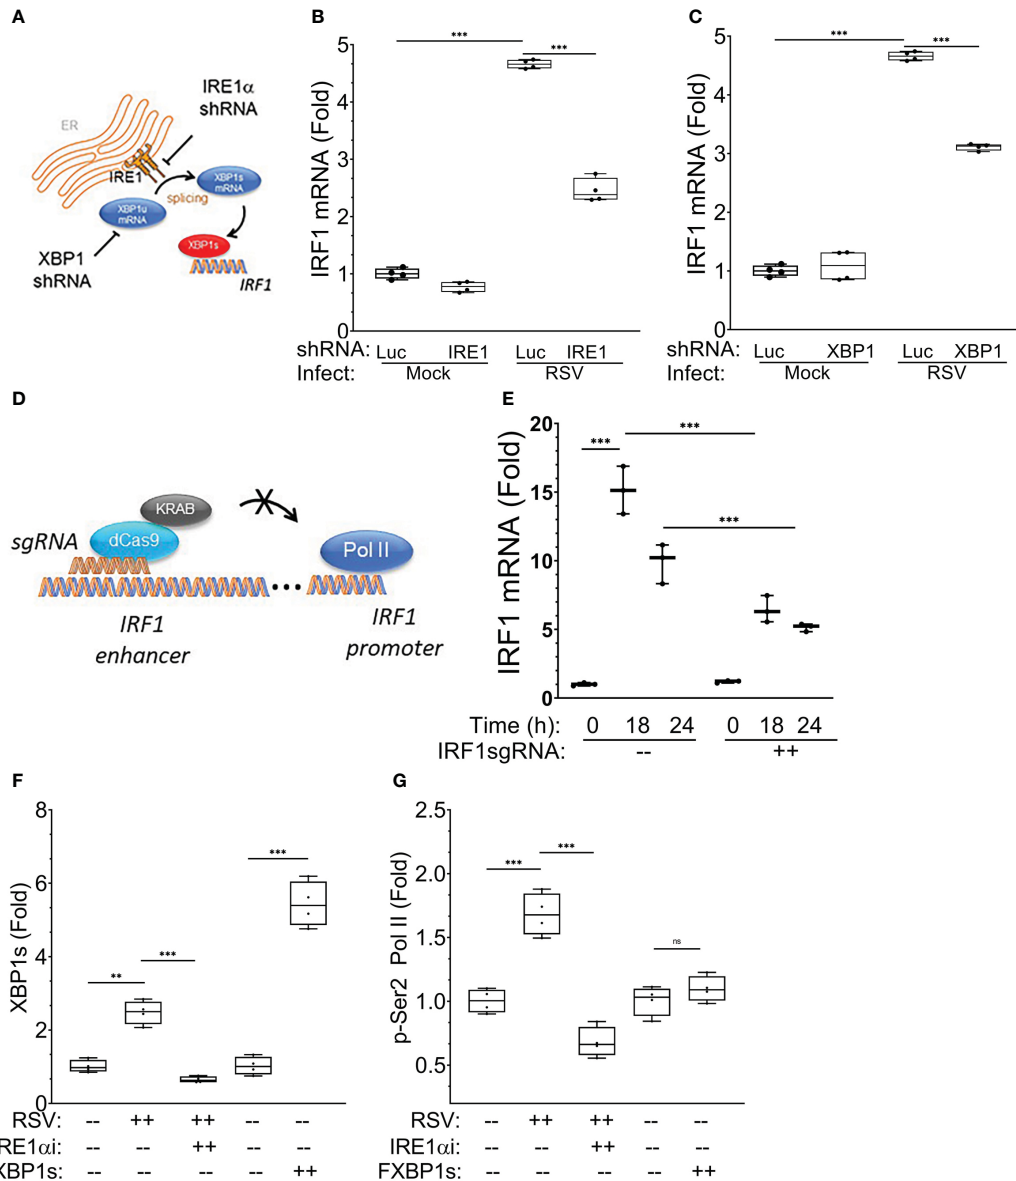 A
IRE1α
shRNA
ER
IRE1
XBP1s
mRNA
splicing
XBP1u
mRNA
XBP1
shRNA
XBP1s
IRF1
B
IRF1 mRNA (Fold)
5
4
3
2
1
0
***
***
shRNA: Luc IRE1 Luc IRE1
Infect: Mock RSV
C
IRF1 mRNA (Fold)
5
4
3
2
1
0
***
***
shRNA: Luc XBP1 Luc XBP1
Infect: Mock RSV
D
KRAB
sgRNA
dCas9
X
Pol II
IRF1
enhancer
IRF1
promoter
E
IRF1 mRNA (Fold)
20
15
10
5
0
***
***
***
Time (h): 0 18 24 0 18 24
IRF1sgRNA: -- ++
F
XBP1s (Fold)
8
6
4
2
0
**
***
***
RSV: -- ++ ++ -- --
RE1αi: -- -- ++ -- --
XBP1s: -- -- -- -- ++
G
p-Ser2 Pol II (Fold)
2.5
2.0
1.5
1.0
0.5
***
***
ns
RSV: -- ++ ++ -- --
IRE1αi: -- -- ++ -- --
FXBP1s: -- -- -- -- ++